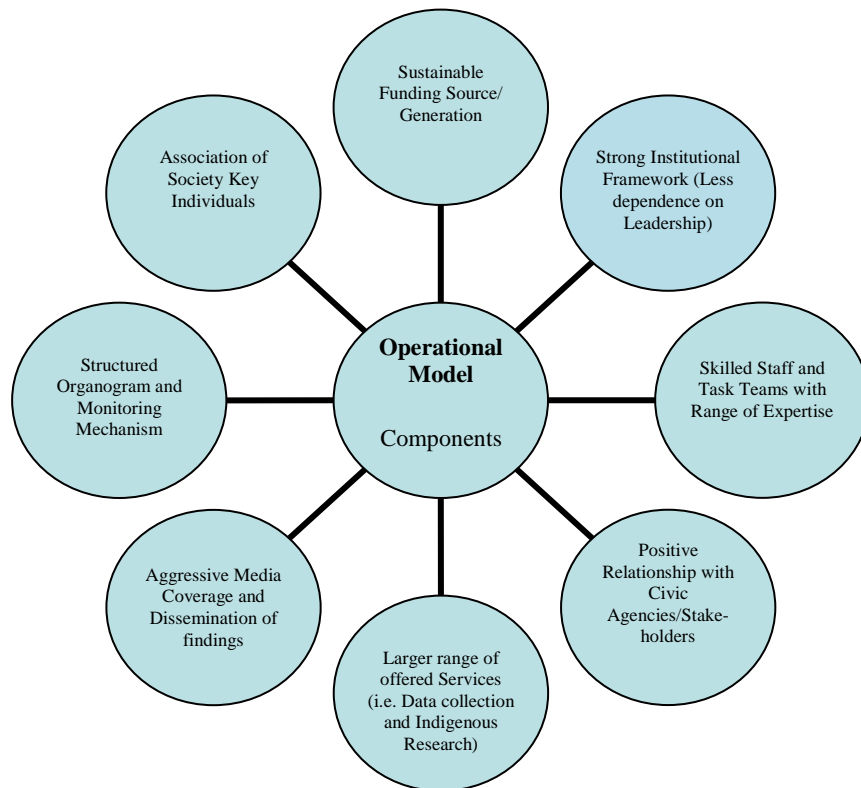 Sustainable
Funding Source/
Generation
Strong Institutional
Framework (Less
dependence on
Leadership)
Skilled Staff and
Task Teams with
Range of Expertise
Positive
Relationship with
Civic
Agencies/Stake-
holders
Larger range of
offered Services
(i.e. Data collection
and Indigenous
Research)
Aggressive Media
Coverage and
Dissemination of
findings
Structured
Organogram and
Monitoring
Mechanism
Association of
Society Key
Individuals
Operational
Model
Components